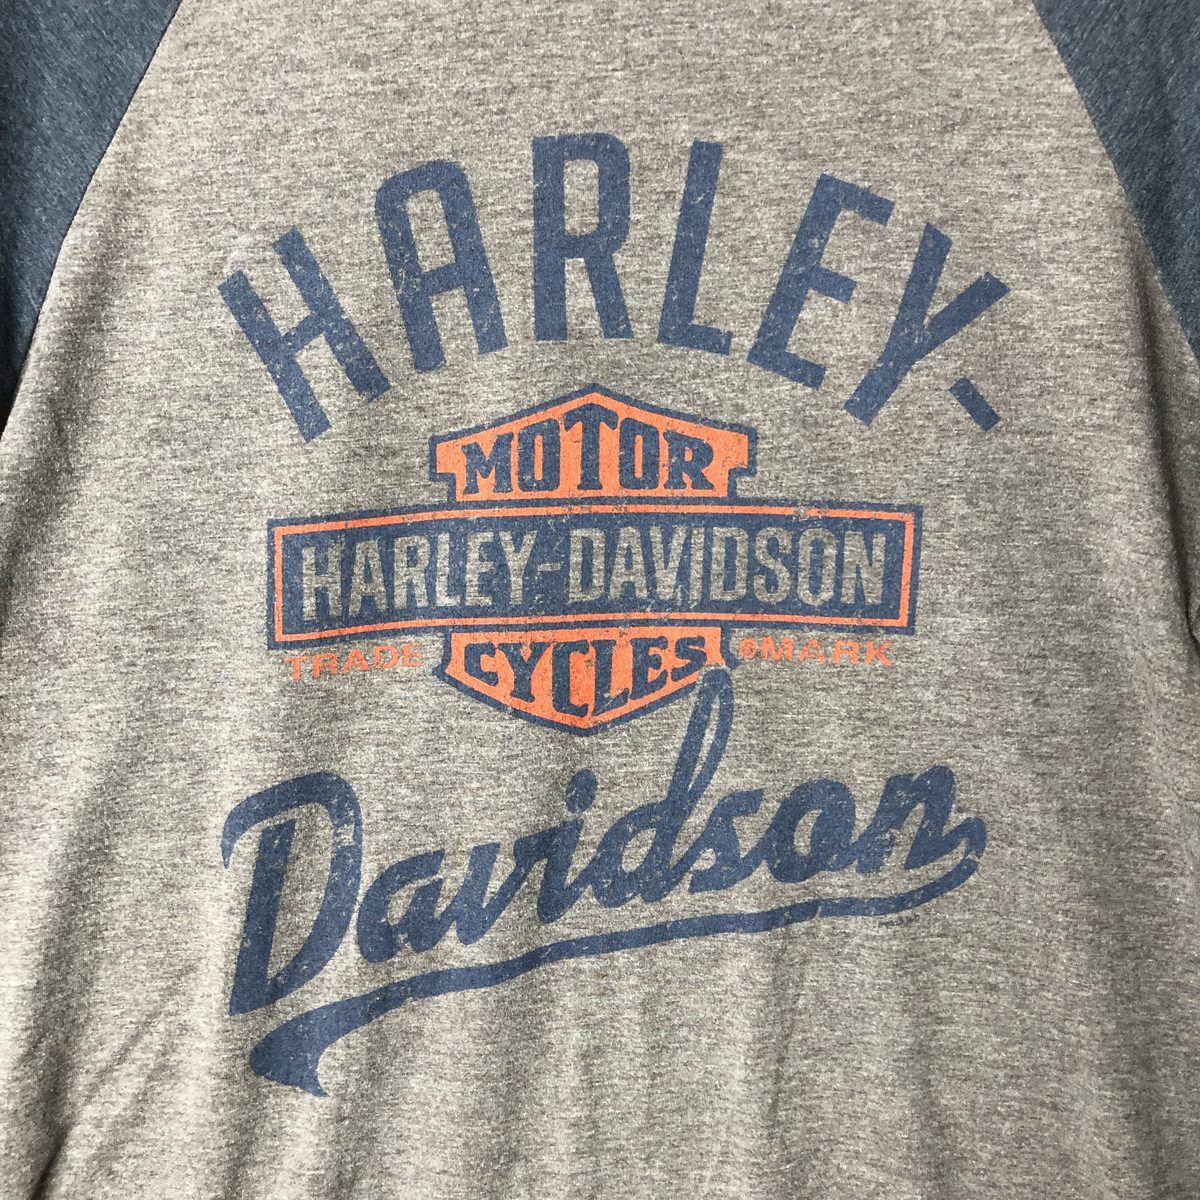 HARLEY-
MOTOR
HARLEY-DAVIDSON
TRADE CYCLES ®MARK
Davidson